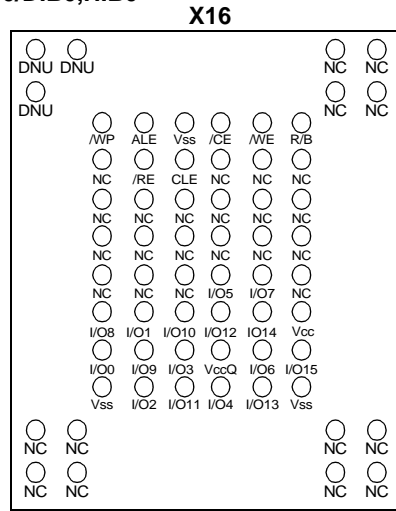 X16
DNU DNU NC NC
DNU NC NC
/WP ALE Vss /CE /WE R/B
NC /RE CLE NC NC NC
NC NC NC NC NC NC
NC NC NC NC NC NC
NC NC NC I/O5 I/O7 NC
I/O8 I/O1 I/O10 I/O12 IO14 Vcc
I/O0 I/O9 I/O3 VccQ I/O6 I/O15
Vss I/O2 I/O11 I/O4 I/O13 Vss
NC NC NC NC
NC NC NC NC